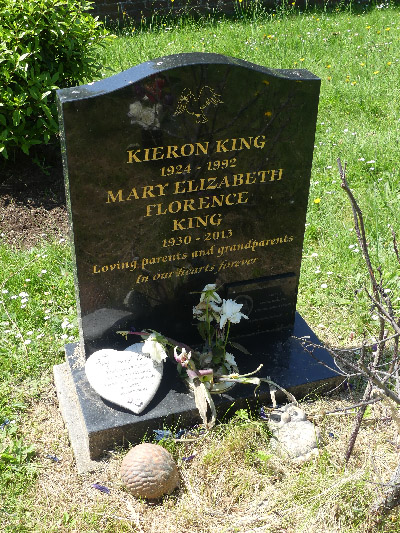 KIERON KING
1924 - 1992
MARY ELIZABETH
FLORENCE
KING
1930 - 2013
Loving parents and grandparents
In our hearts forever